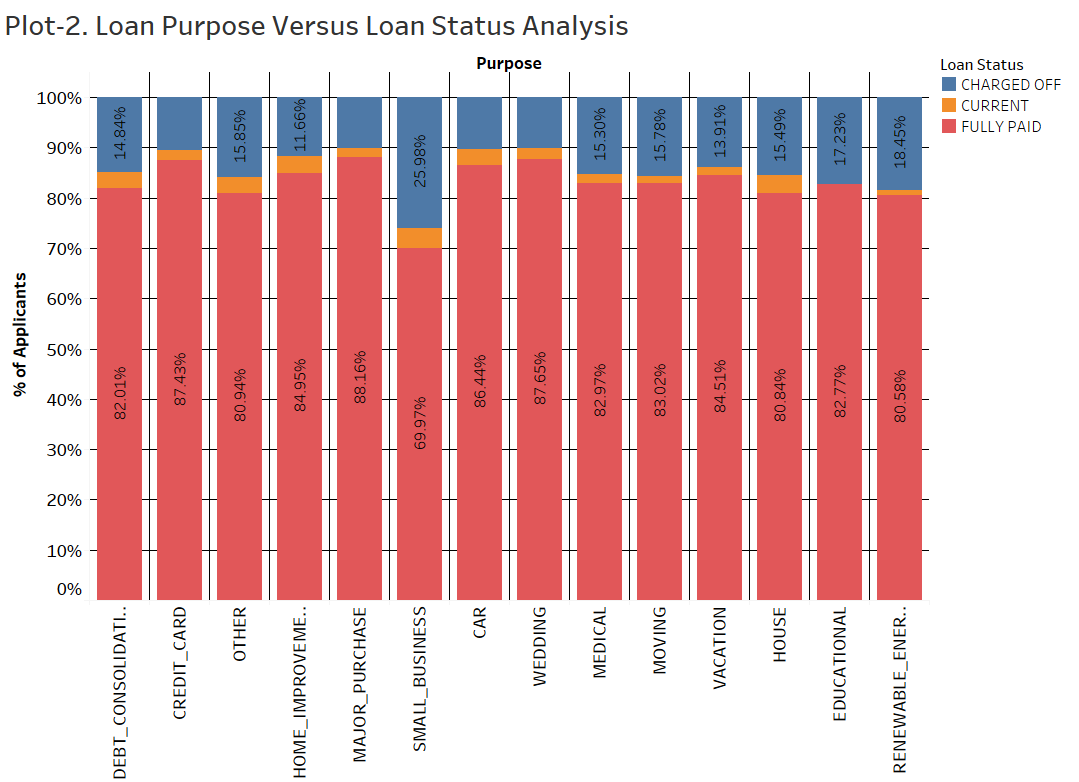 Plot-2. Loan Purpose Versus Loan Status Analysis
Purpose
Loan Status
CHARGED OFF
CURRENT
FULLY PAID
% of Applicants
100%
90%
80%
70%
60%
50%
40%
30%
20%
10%
0%
14.84%
15.85%
11.66%
25.98%
15.30%
15.78%
13.91%
15.49%
17.23%
18.45%
82.01%
87.43%
80.94%
84.95%
88.16%
69.97%
86.44%
87.65%
82.97%
83.02%
84.51%
80.84%
82.77%
80.58%
DEBT_CONSOLIDATI..
CREDIT_CARD
OTHER
HOME_IMPROVEME..
MAJOR_PURCHASE
SMALL_BUSINESS
CAR
WEDDING
MEDICAL
MOVING
VACATION
HOUSE
EDUCATIONAL
RENEWABLE_ENER..